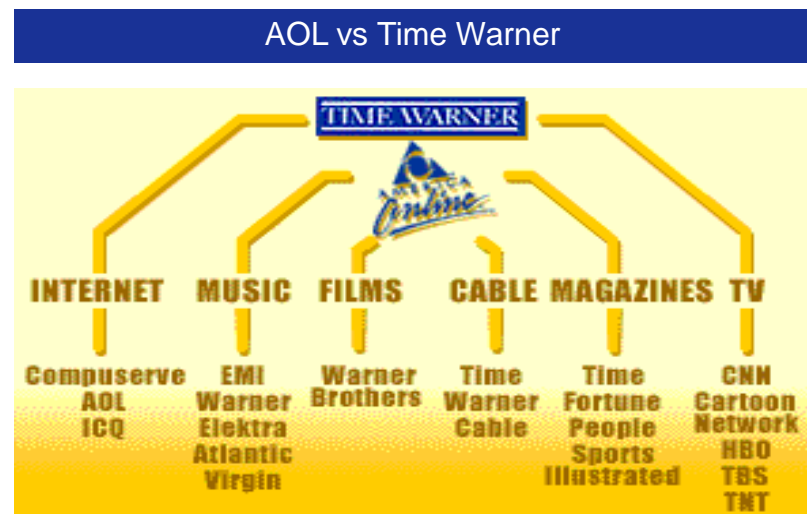 AOL vs Time Warner
TIME WARNER
AMERICA
Online
INTERNET
MUSIC
FILMS
CABLE
MAGAZINES
TV
Compuserve
AOL
ICQ
EMI
Warner
Elektra
Atlantic
Virgin
Warner
Brothers
Time
Warner
Cable
Time
Fortune
People
Sports
Illustrated
CNN
Cartoon
Network
HBO
TBS
TNT